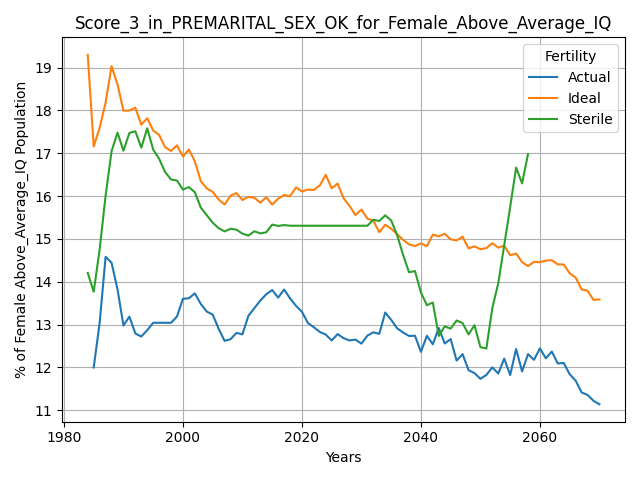 Score_3_in_PREMARITAL_SEX_OK_for_Female_Above_Average_IQ
% of Female Above_Average_IQ Population
19
18
17
16
15
14
13
12
11
Fertility
Actual
Ideal
Sterile
1980
2000
2020
2040
2060
Years